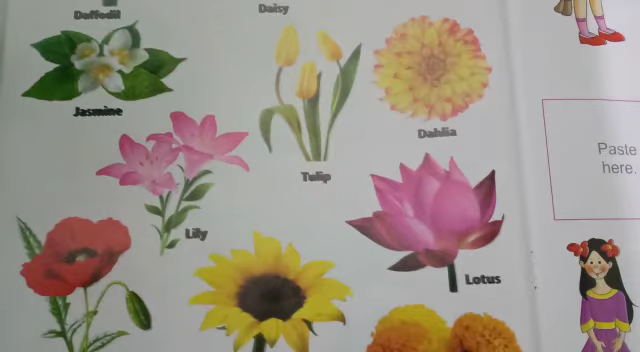 Daffodil
Daisy
Jasmine
Tulip
Dahlia
Lily
Lotus
Paste
here.